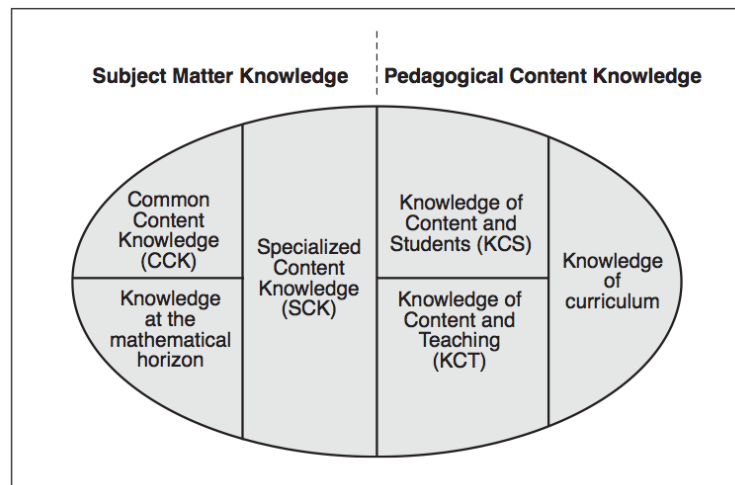 Subject Matter Knowledge
Pedagogical Content Knowledge
Common
Content
Knowledge
(CCK)
Knowledge
at the
mathematical
horizon
Specialized
Content
Knowledge
(SCK)
Knowledge of
Content and
Students (KCS)
Knowledge of
Content and
Teaching
(KCT)
Knowledge
of
curriculum